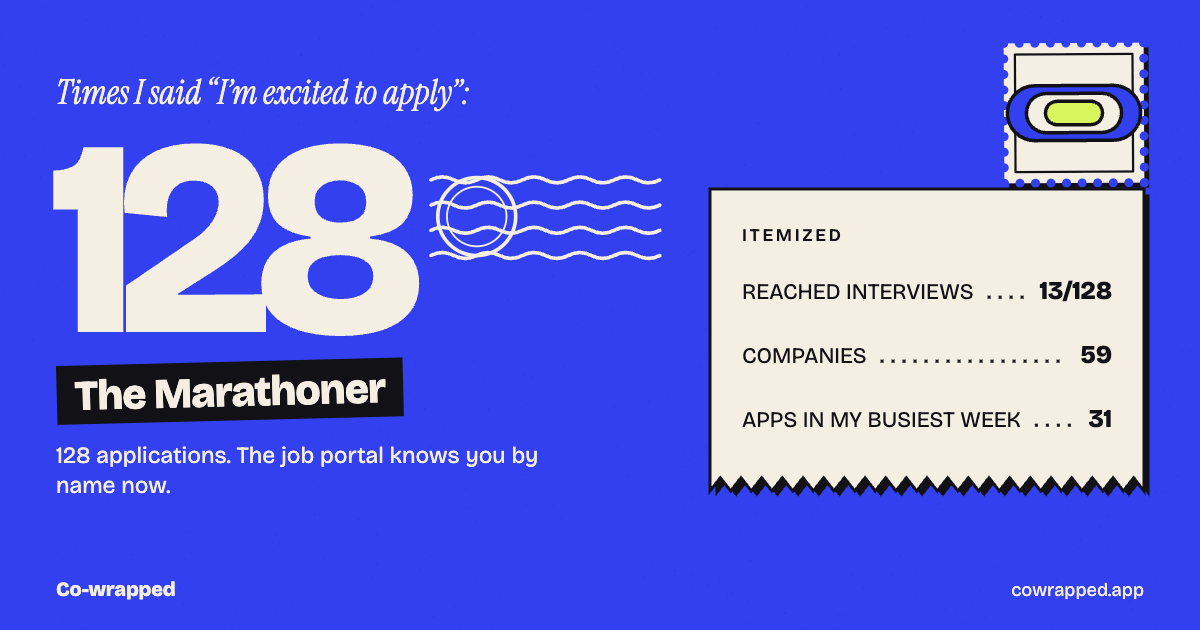 Times I said “I’m excited to apply”:
128
The Marathoner
128 applications. The job portal knows you by
name now.
ITEMIZED
REACHED INTERVIEWS .... 13/128
COMPANIES ................. 59
APPS IN MY BUSIEST WEEK .... 31
Co-wrapped
cowrapped.app